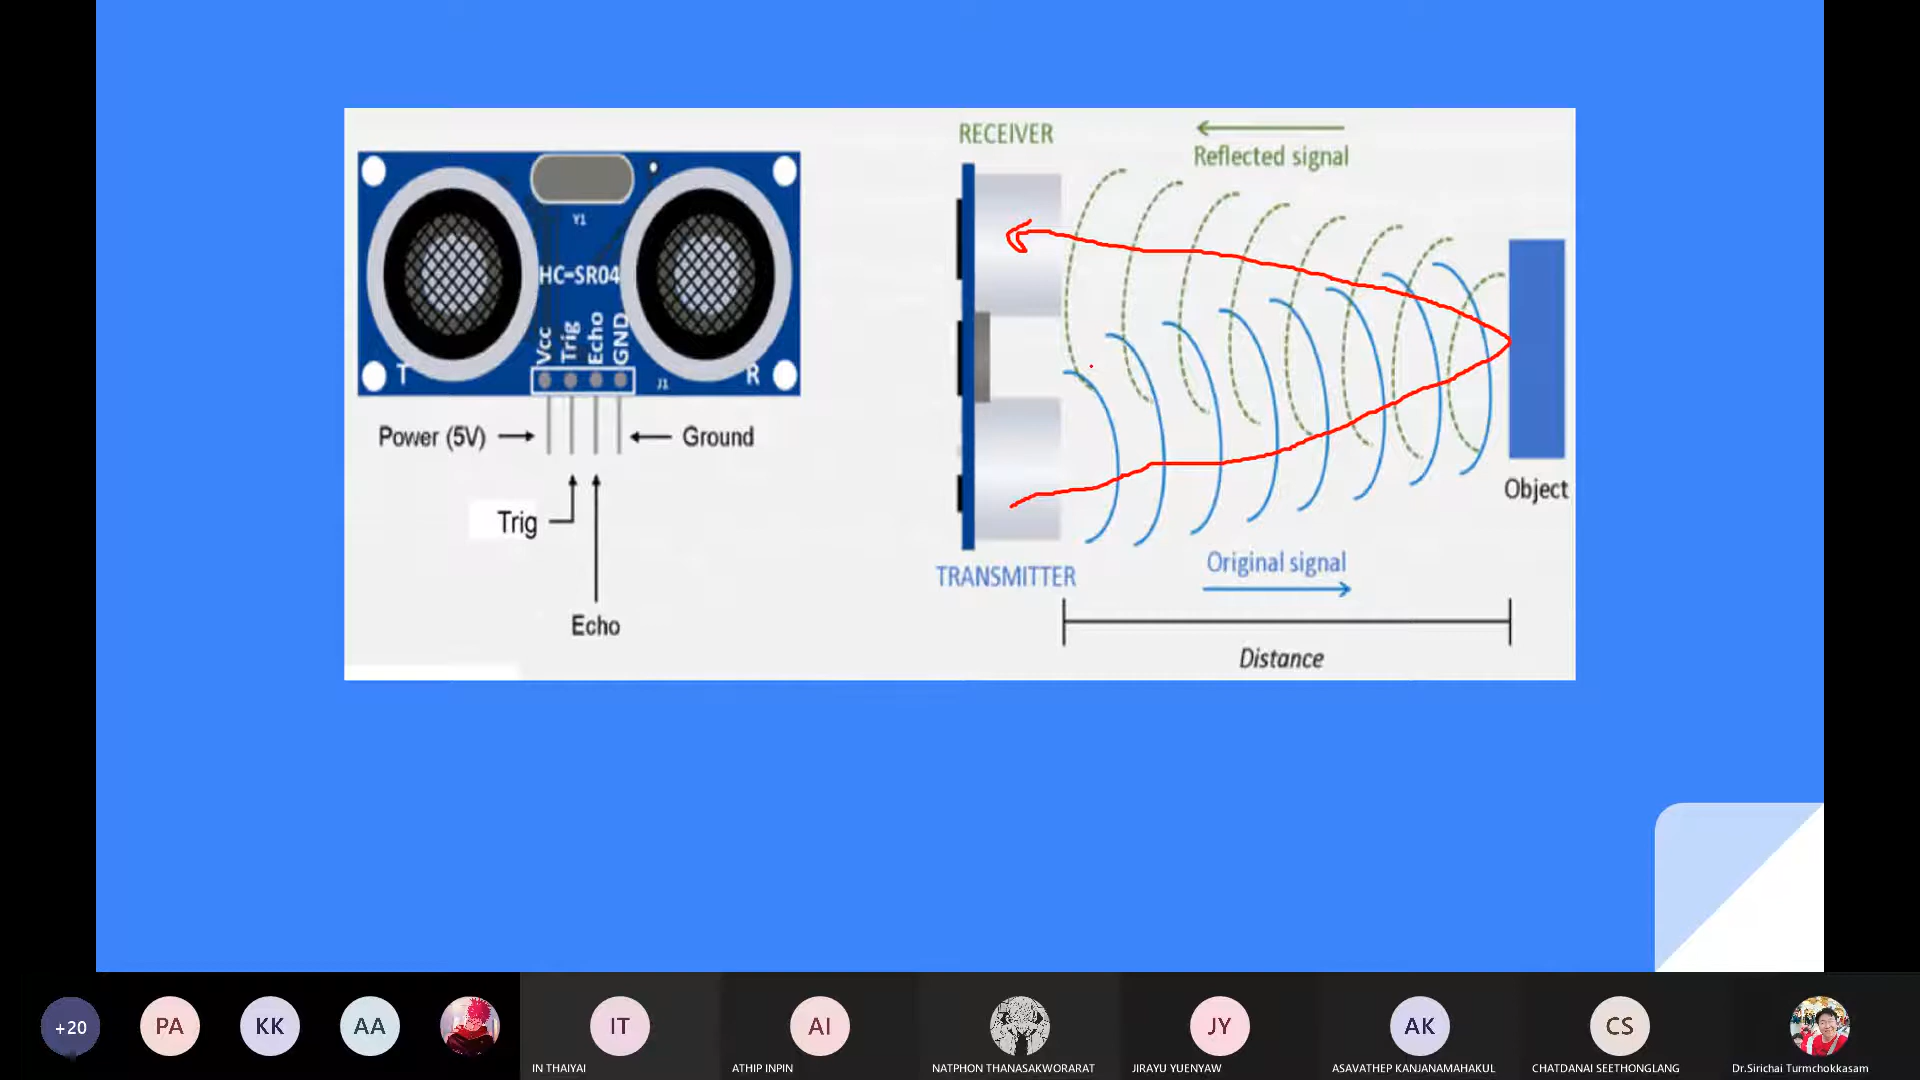 RECEIVER
Reflected signal
Y1
HC-SR04
Vcc
Trig
Echo
GND
T
J1
R
Power (5V)
Ground
Trig
Echo
Object
Original signal
TRANSMITTER
Distance
+20
PA
KK
AA
IT
AI
JY
AK
CS
IN THAIYAI
ATHIP INPIN
NATPHON THANASAKWORARAT
JIRAYU YUENYAW
ASAVATHEP KANJANAMAHAKUL
CHATDANAI SEETHONGLANG
Dr.Sirichai Turmchokkasam